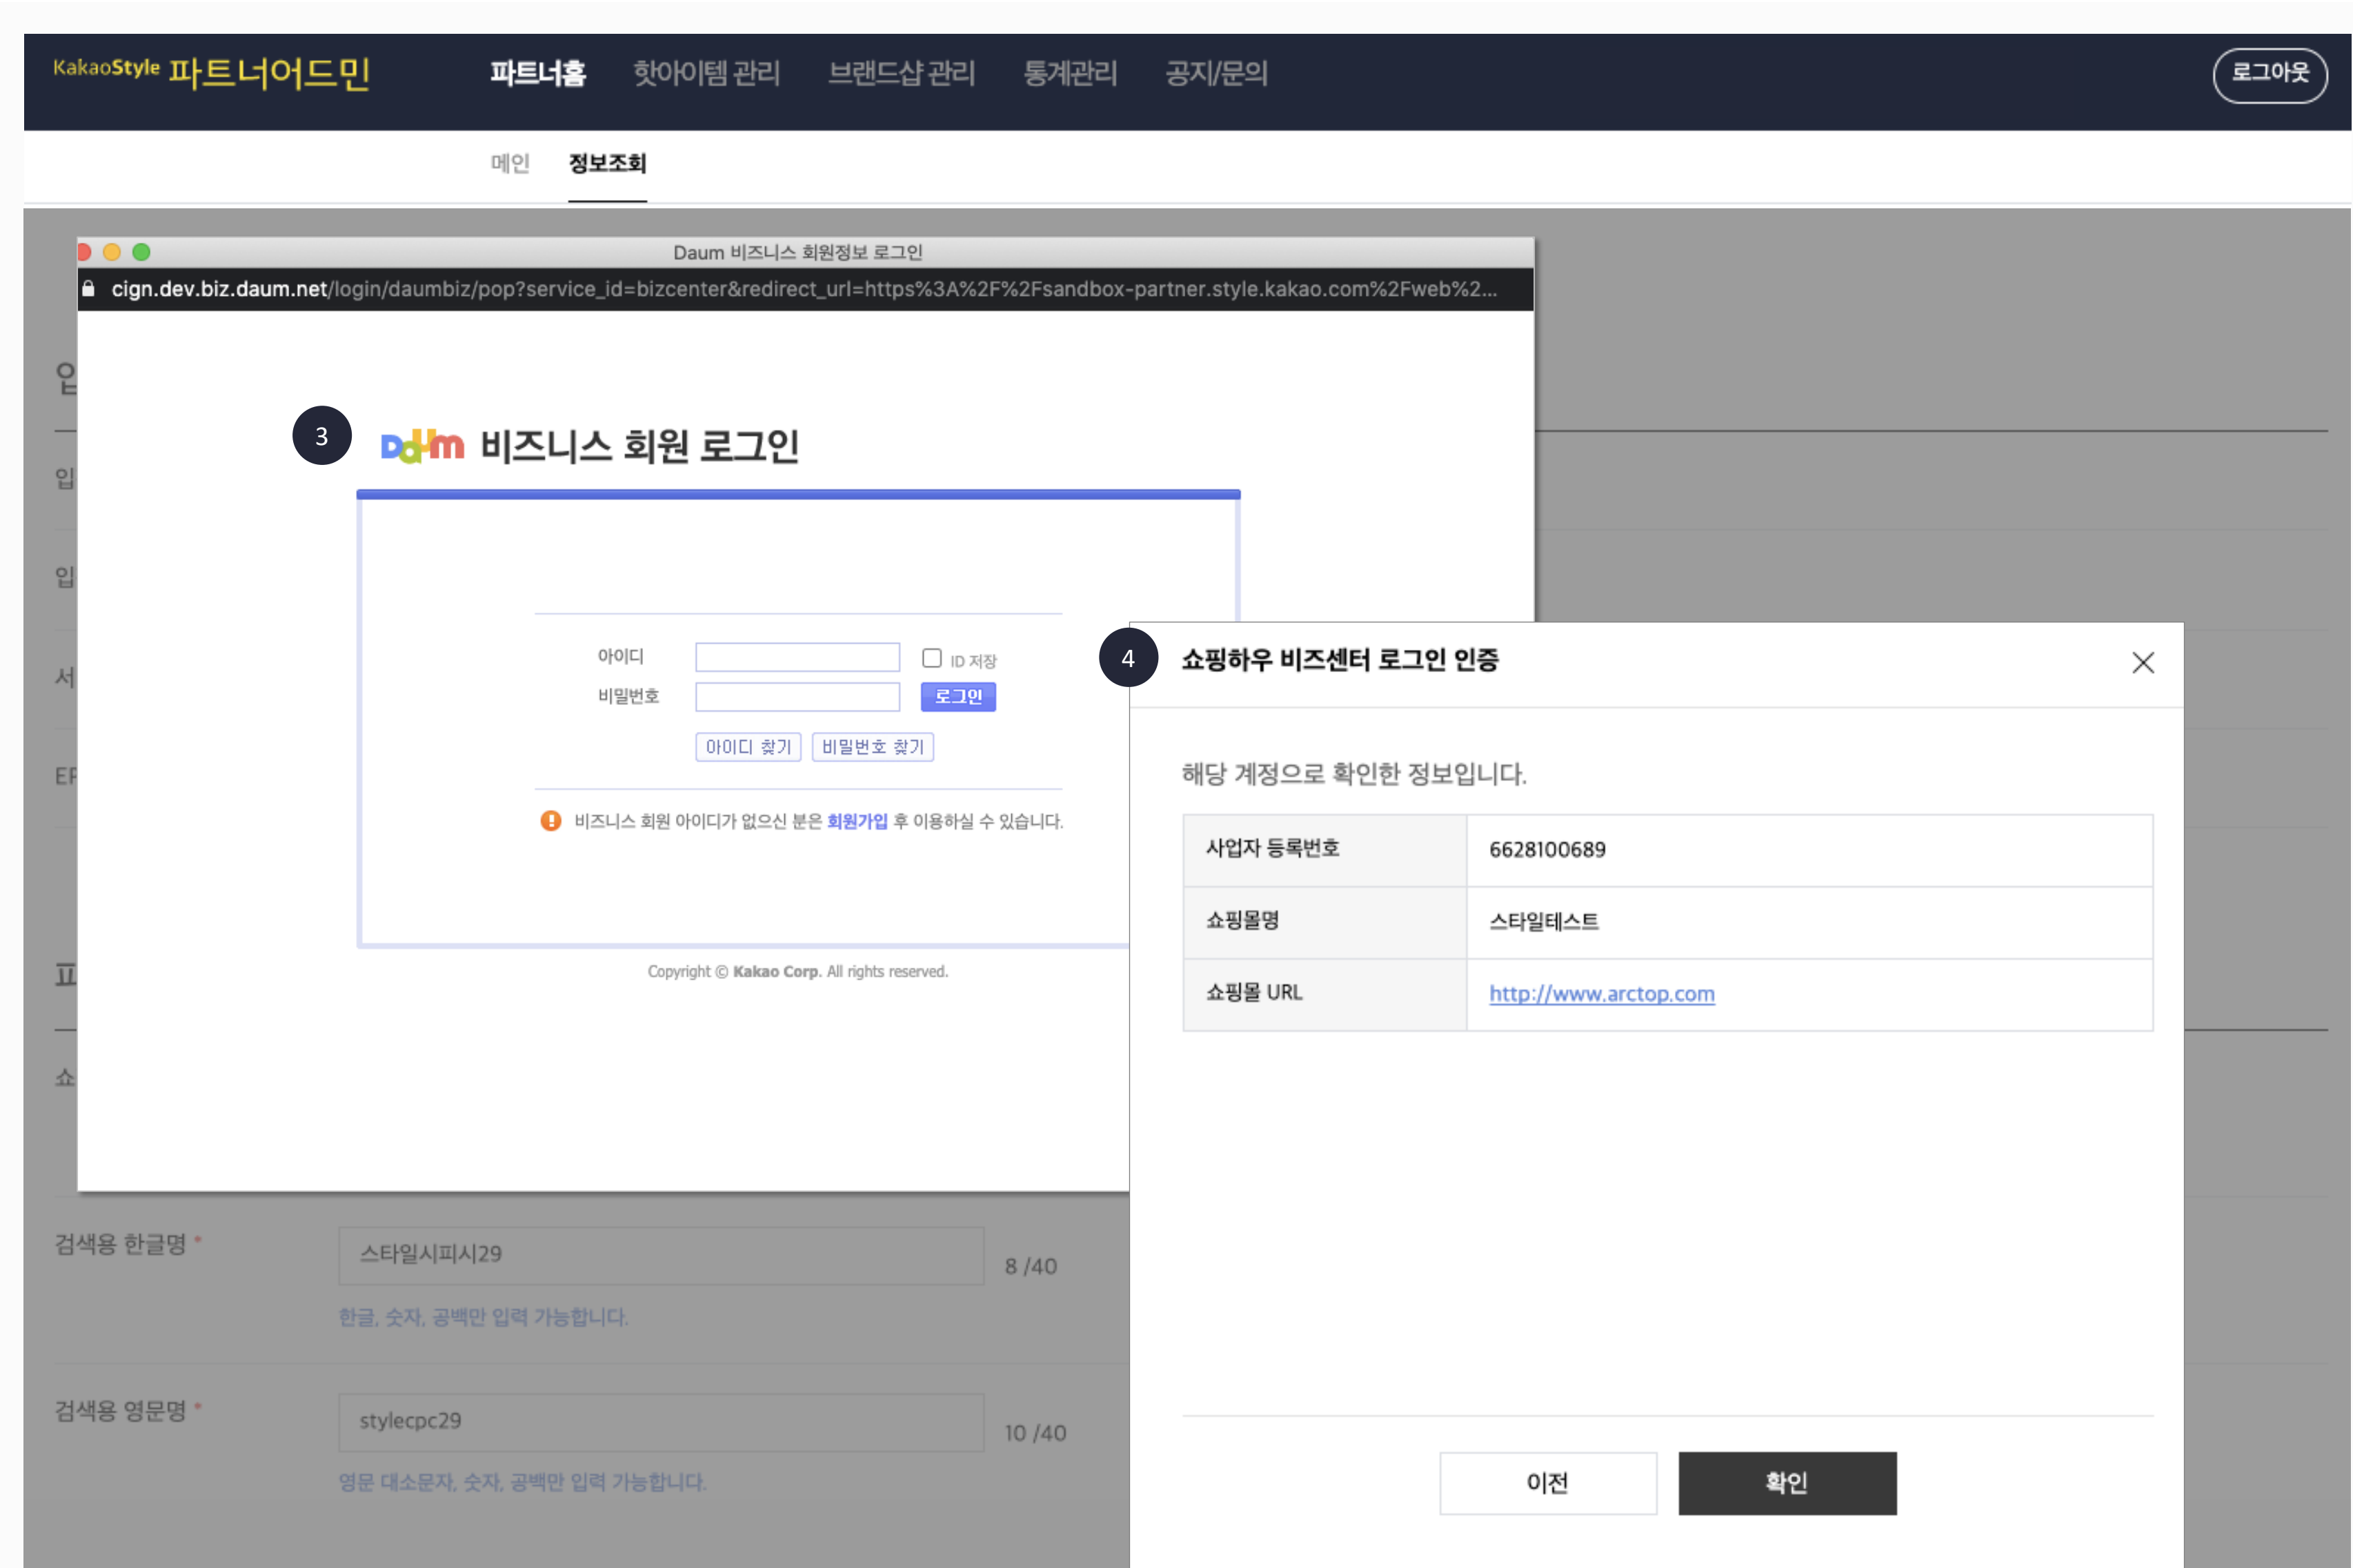 KakaoStyle 파트너어드민 파트너홈 핫아이템 관리 브랜드샵 관리 통계관리 공지/문의 로그아웃
메인 정보조회
Daum 비즈니스 회원정보 로그인
cign.dev.biz.daum.net/login/daumbiz/pop?service_id=bizcenter&redirect_url=https%3A%2F%2Fsandbox-partner.style.kakao.com%2Fweb%2...
3
Daum 비즈니스 회원 로그인
아이디 ID 저장
비밀번호 로그인
아이디 찾기 비밀번호 찾기
비즈니스 회원 아이디가 없으신 분은 회원가입 후 이용하실 수 있습니다.
Copyright © Kakao Corp. All rights reserved.
입
입
서
쇼
검색용 한글명 * 스타일시피시29 8 /40
한글, 숫자, 공백만 입력 가능합니다.
검색용 영문명 * stylecpc29 10 /40
영문 대소문자, 숫자, 공백만 입력 가능합니다.
4
쇼핑하우 비즈센터 로그인 인증
해당 계정으로 확인한 정보입니다.
사업자 등록번호 6628100689
쇼핑몰명 스타일테스트
쇼핑몰 URL http://www.arctop.com
이전 확인